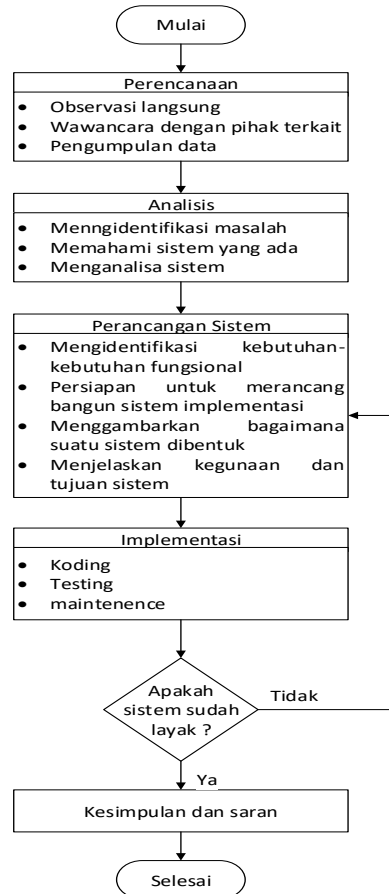 Mulai
Perencanaan
• Observasi langsung
• Wawancara dengan pihak terkait
• Pengumpulan data
Analisis
• Menngidentifikasi masalah
• Memahami sistem yang ada
• Menganalisa sistem
Perancangan Sistem
• Mengidentifikasi kebutuhan-
kebutuhan fungsional
• Persiapan untuk merancang
bangun sistem implementasi
• Menggambarkan bagaimana
suatu sistem dibentuk
• Menjelaskan kegunaan dan
tujuan sistem
Implementasi
• Koding
• Testing
• maintenence
Apakah
sistem sudah
layak ?
Tidak
Ya
Kesimpulan dan saran
Selesai